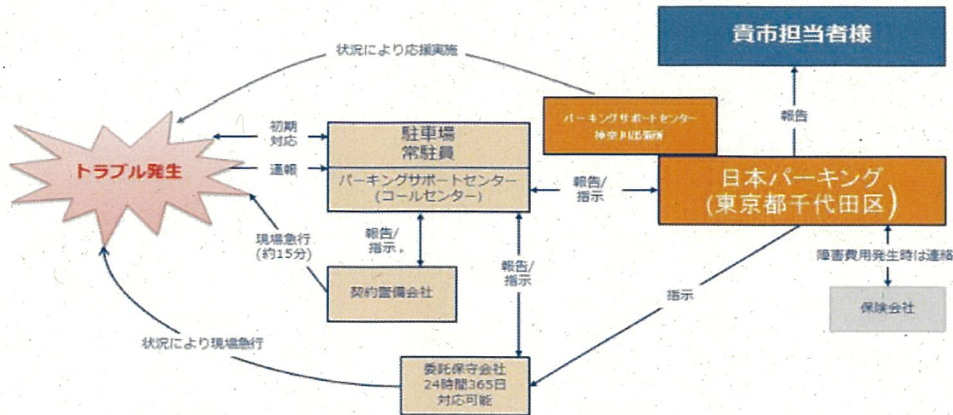 貴市担当者様
状況により応援実施
パーキングサポートセンター
神奈川出張所
報告
初期
対応
駐車場
常駐員
トラブル発生
通報
パーキングサポートセンター
(コールセンター)
報告/
指示
日本パーキング
(東京都千代田区)
現場急行
(約15分)
報告/
指示
報告/
指示
障害費用発生時は連絡
契約警備会社
指示
保険会社
状況により現場急行
委託保守会社
24時間365日
対応可能